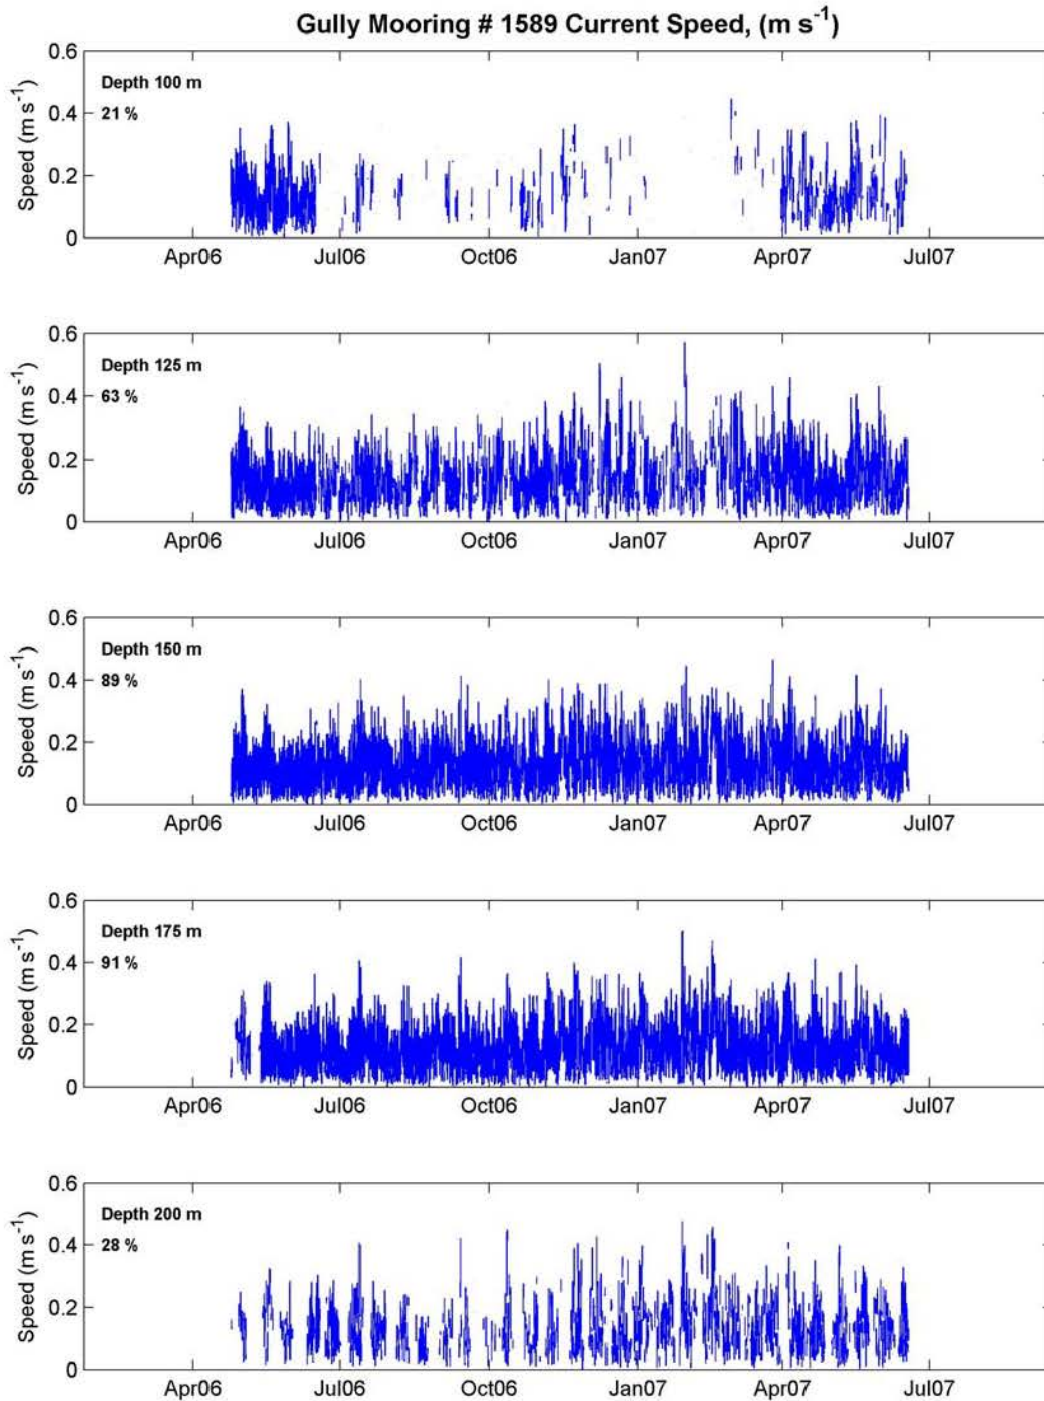 Gully Mooring # 1589 Current Speed, (m s⁻¹)
0.6
Depth 100 m
0.4
21 %
Speed (m s⁻¹)
0.2
0
Apr06 Jul06 Oct06 Jan07 Apr07 Jul07
0.6
Depth 125 m
0.4
63 %
Speed (m s⁻¹)
0.2
0
Apr06 Jul06 Oct06 Jan07 Apr07 Jul07
0.6
Depth 150 m
0.4
89 %
Speed (m s⁻¹)
0.2
0
Apr06 Jul06 Oct06 Jan07 Apr07 Jul07
0.6
Depth 175 m
0.4
91 %
Speed (m s⁻¹)
0.2
0
Apr06 Jul06 Oct06 Jan07 Apr07 Jul07
0.6
Depth 200 m
0.4
28 %
Speed (m s⁻¹)
0.2
0
Apr06 Jul06 Oct06 Jan07 Apr07 Jul07